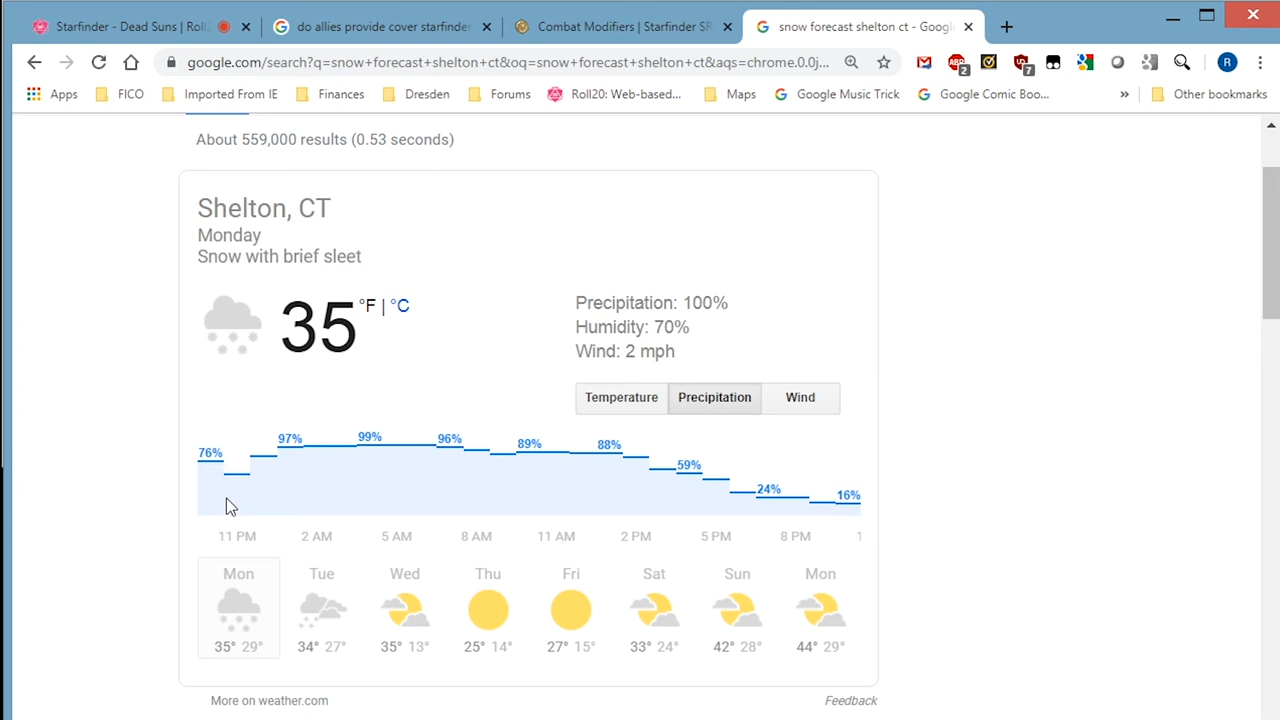 Starfinder - Dead Suns | Roll2
do allies provide cover starfinder
Combat Modifiers | Starfinder SR
snow forecast shelton ct - Google
google.com/search?q=snow+forecast+shelton+ct&oq=snow+forecast+shelton+ct&aqs=chrome.0.0j...
2
7
R
Apps
FICO
Imported From IE
Finances
Dresden
Forums
Roll20: Web-based...
Maps
Google Music Trick
Google Comic Boo...
»
Other bookmarks
About 559,000 results (0.53 seconds)
Shelton, CT
Monday
Snow with brief sleet
35 °F | °C
Precipitation: 100%
Humidity: 70%
Wind: 2 mph
Temperature Precipitation Wind
76% 97% 99% 96% 89% 88% 59% 24% 16%
11 PM 2 AM 5 AM 8 AM 11 AM 2 PM 5 PM 8 PM 1
Mon Tue Wed Thu Fri Sat Sun Mon
35° 29° 34° 27° 35° 13° 25° 14° 27° 15° 33° 24° 42° 28° 44° 29°
More on weather.com
Feedback